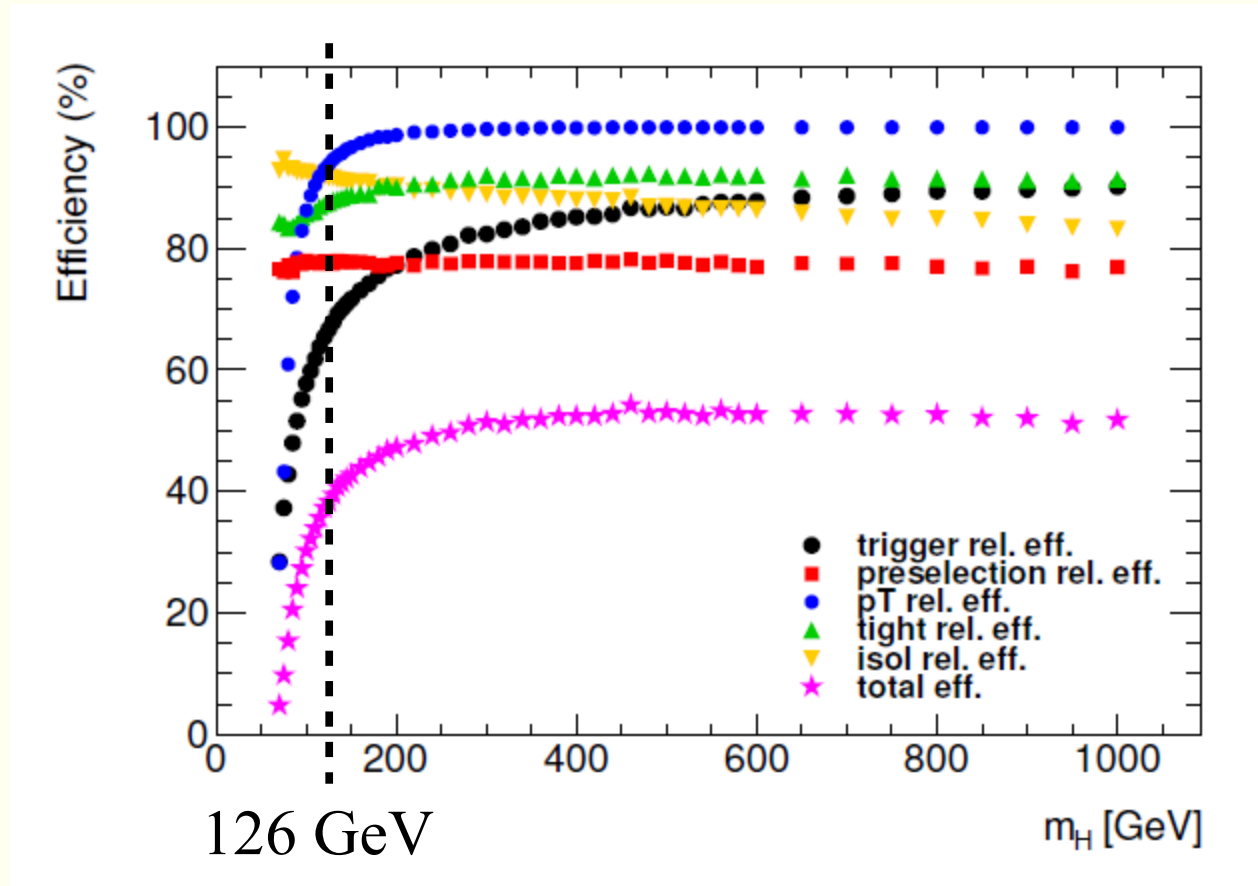 Efficiency (%)
100
80
60
40
20
0
0 200 400 600 800 1000
trigger rel. eff.
preselection rel. eff.
pT rel. eff.
tight rel. eff.
isol rel. eff.
total eff.
126 GeV
m_H [GeV]